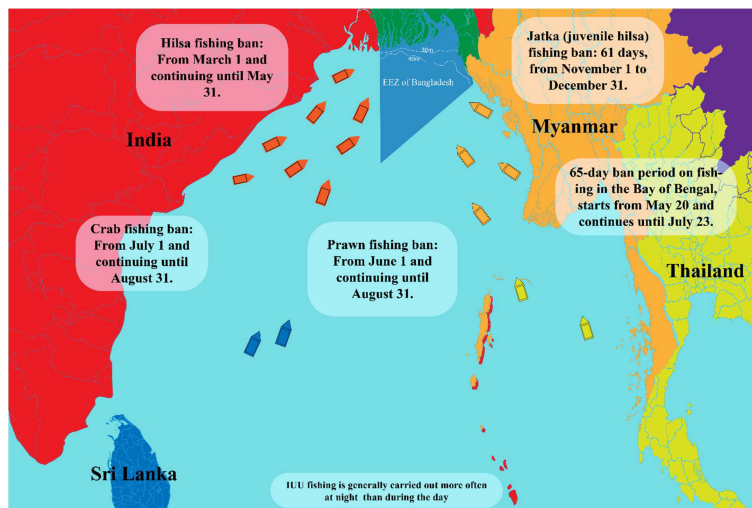 Hilsa fishing ban:
From March 1 and
continuing until May
31.
Jatka (juvenile hilsa)
fishing ban: 61 days,
from November 1 to
December 31.
30m
40m
EEZ of Bangladesh
India
Myanmar
65-day ban period on fish-
ing in the Bay of Bengal,
starts from May 20 and
continues until July 23.
Crab fishing ban:
From July 1 and
continuing until
August 31.
Prawn fishing ban:
From June 1 and
continuing until
August 31.
Thailand
Sri Lanka
IUU fishing is generally carried out more often
at night than during the day